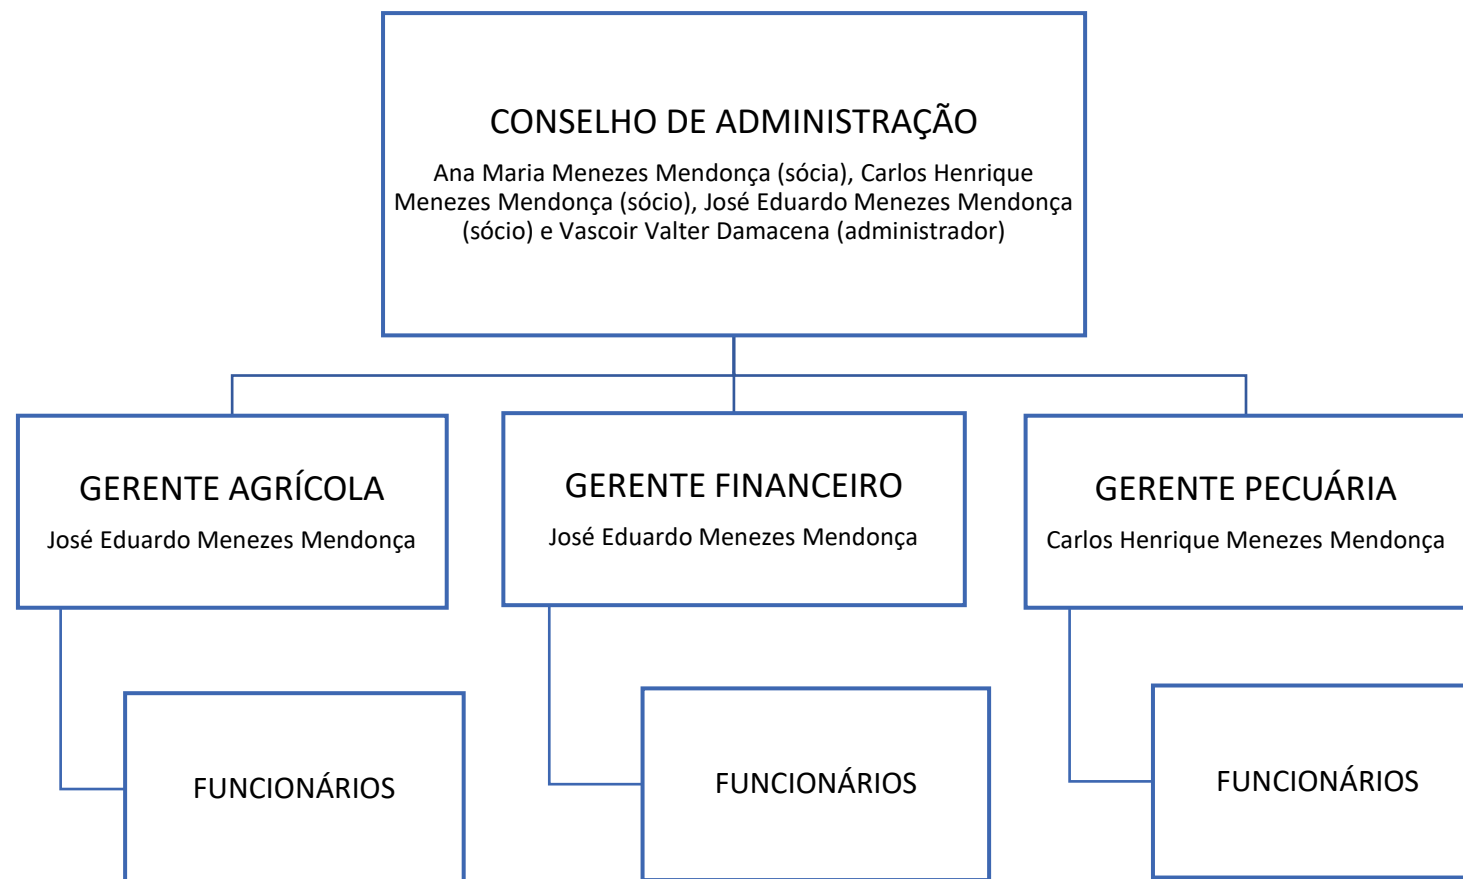 CONSELHO DE ADMINISTRAÇÃO
Ana Maria Menezes Mendonça (sócia), Carlos Henrique
Menezes Mendonça (sócio), José Eduardo Menezes Mendonça
(sócio) e Vascoir Valter Damacena (administrador)
GERENTE AGRÍCOLA
José Eduardo Menezes Mendonça
GERENTE FINANCEIRO
José Eduardo Menezes Mendonça
GERENTE PECUÁRIA
Carlos Henrique Menezes Mendonça
FUNCIONÁRIOS
FUNCIONÁRIOS
FUNCIONÁRIOS